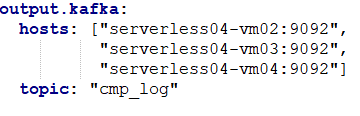 output.kafka:
  hosts: ["serverless04-vm02:9092",
          "serverless04-vm03:9092",
          "serverless04-vm04:9092"]
  topic: "cmp_log"